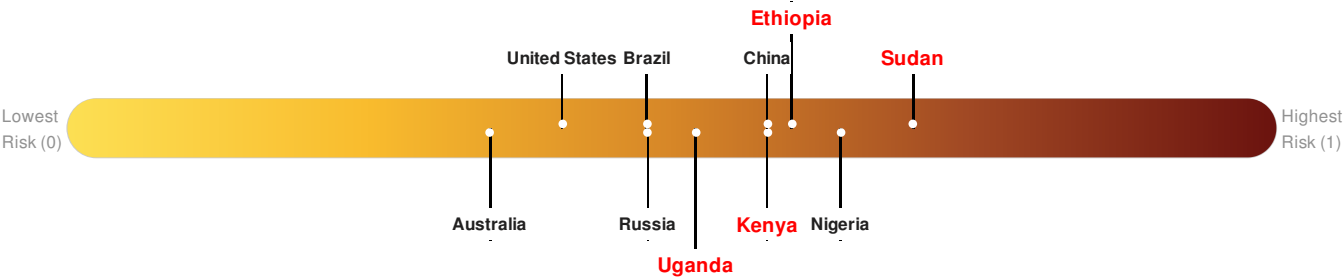 Ethiopia
United States Brazil China Sudan
Lowest
Risk (0)
Highest
Risk (1)
Australia Russia Kenya Nigeria
Uganda